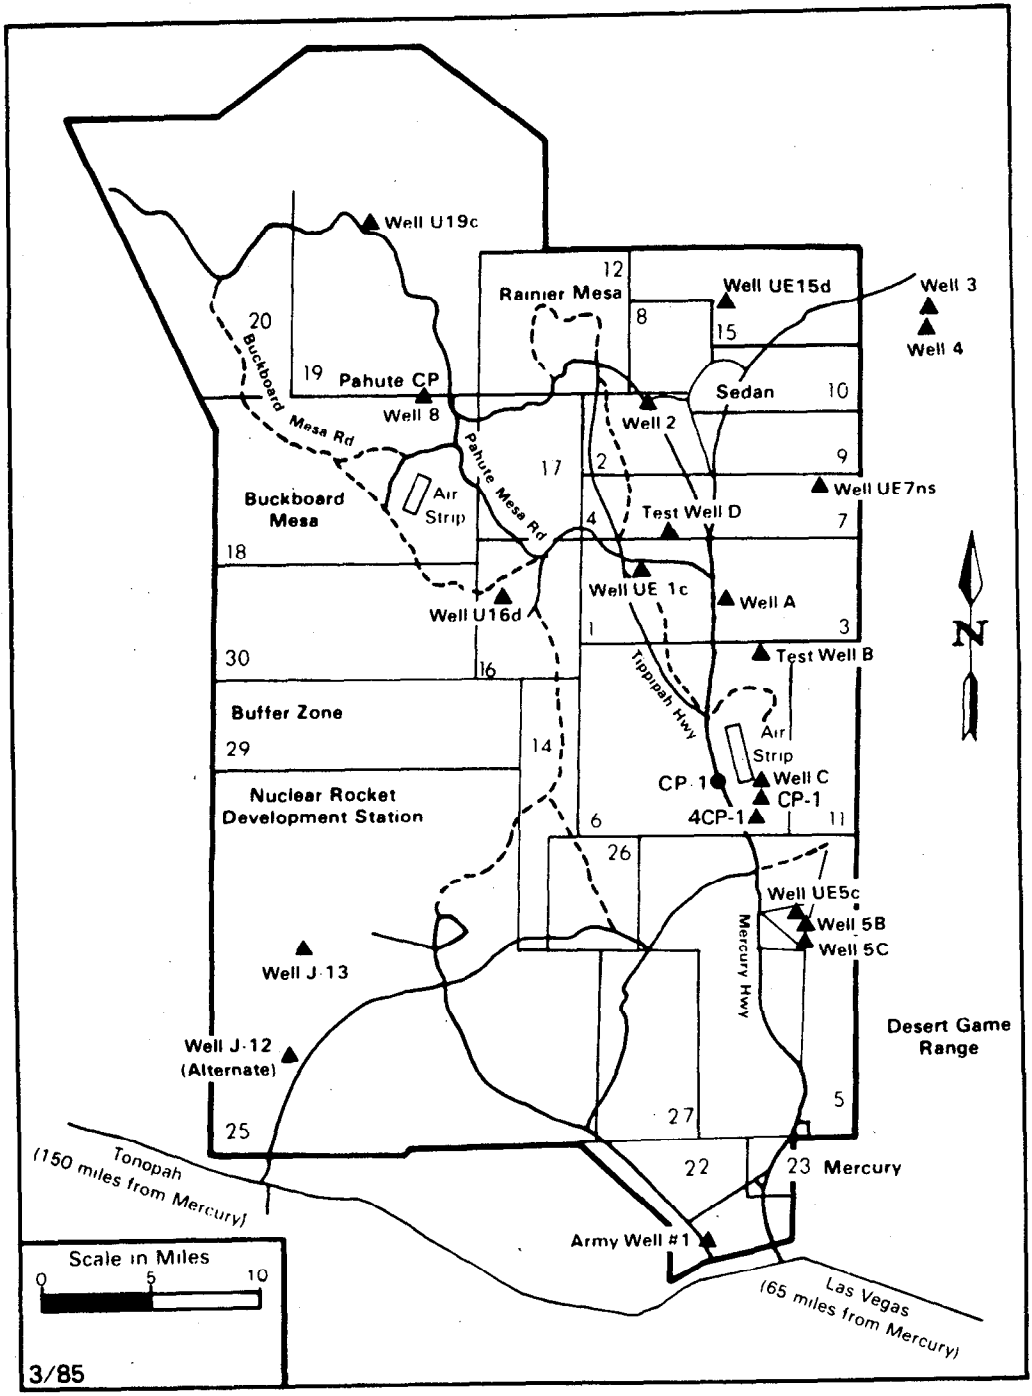 Well U19c
12
Rainier Mesa
Well UE15d
Well 3
8
15
Well 4
20
Buckboard
Mesa Rd
19
Pahute CP
Well 8
Sedan
10
Well 2
Pahute Mesa Rd
17
2
9
Well UE7ns
Buckboard
Mesa
Air
Strip
4
Test Well D
7
18
Well UE 1c
Well A
Well U16d
1
3
N
30
16
Test Well B
Tippipah Hwy
Buffer Zone
29
14
Air
Strip
CP-1
Well C
CP-1
4CP-1
Nuclear Rocket
Development Station
6
11
26
Well UE5c
Well 5B
Well 5C
Mercury Hwy
Well J-13
Desert Game
Range
Well J-12
(Alternate)
5
25
27
Tonopah
(150 miles from Mercury)
22
23
Mercury
Army Well #1
Las Vegas
(65 miles from Mercury)
Scale in Miles
0 5 10
3/85